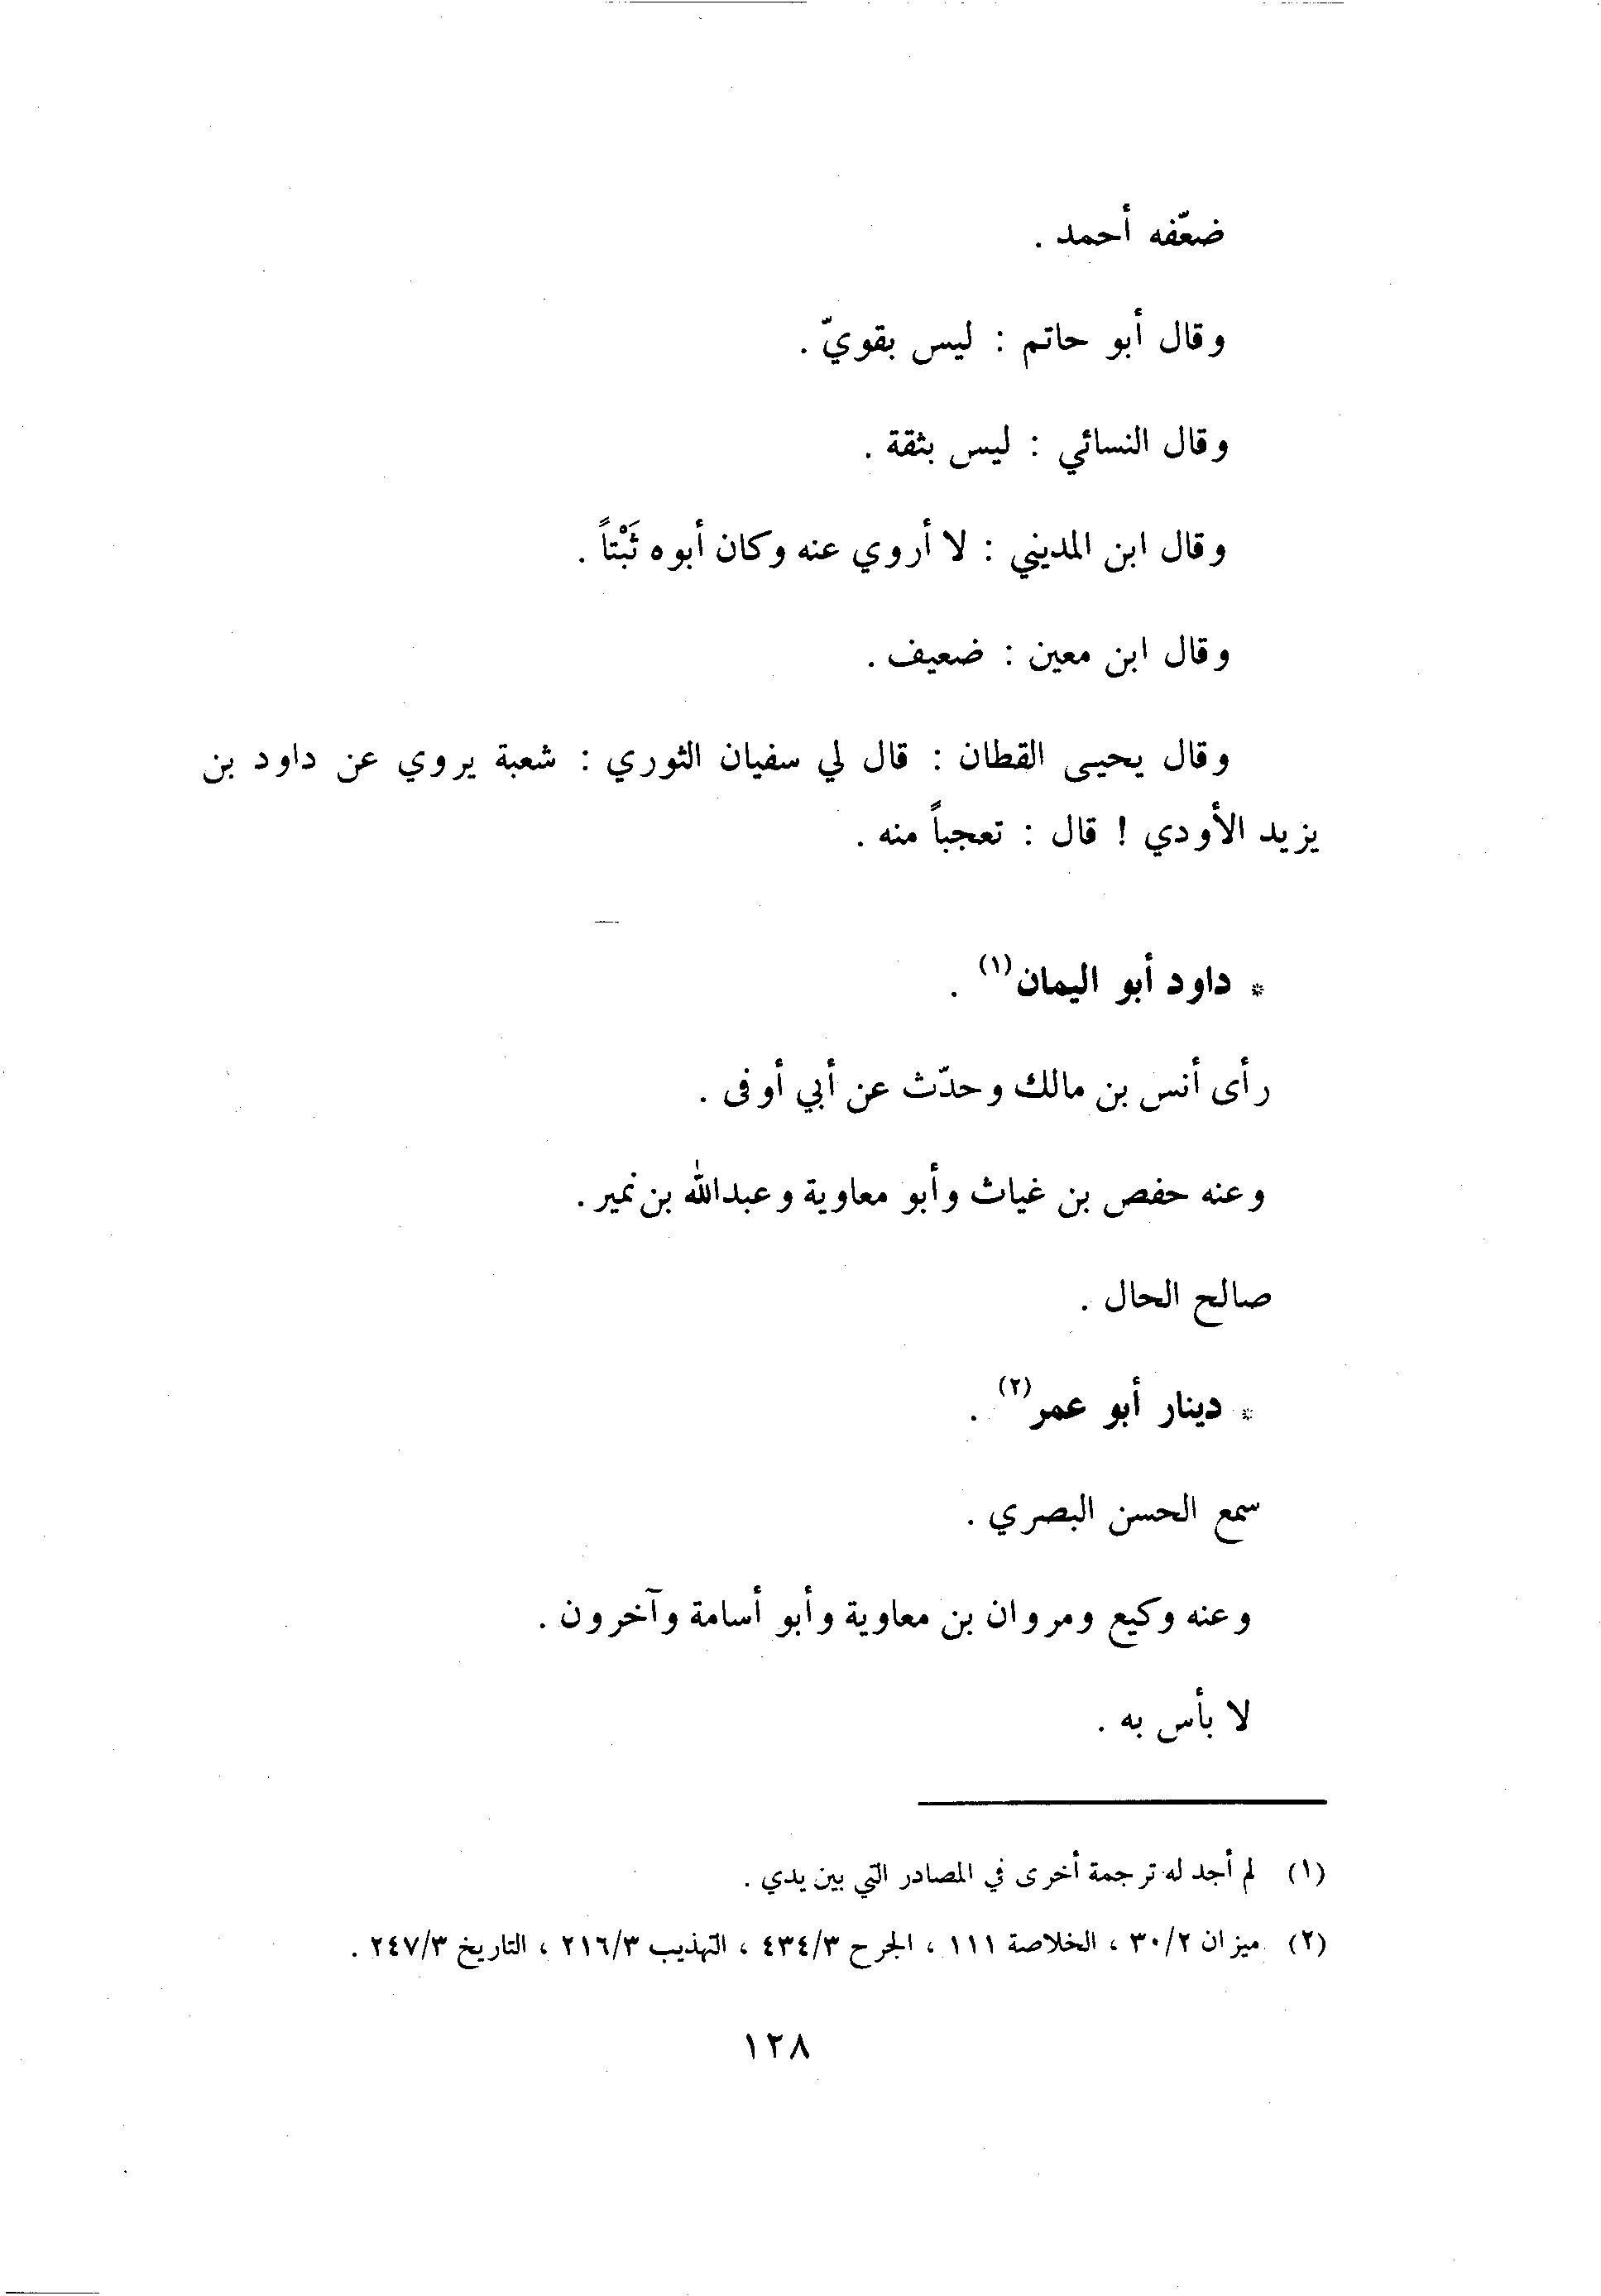 ضعّفه أحمد .
وقال أبو حاتم : ليس بقويّ .
وقال النسائي : ليس بثقة .
وقال ابن المديني : لا أروي عنه وكان أبوه ثَبْتاً .
وقال ابن معين : ضعيف .
وقال يحيى القطان : قال لي سفيان الثوري : شعبة يروي عن داود بن
يزيد الأودي ! قال : تعجباً منه .
* داود أبو اليمان(١) .
رأى أنس بن مالك وحدّث عن أبي أوفى .
وعنه حفص بن غياث وأبو معاوية وعبدالله بن نمير .
صالح الحال .
* دينار أبو عمر(٢) .
سمع الحسن البصري .
وعنه وكيع ومروان بن معاوية وأبو أسامة وآخرون .
لا بأس به .
(١) لم أجد له ترجمة أخرى في المصادر التي بين يدي .
(٢) ميزان ٣٠/٢ ، الخلاصة ١١١ ، الجرح ٤٣٤/٣ ، التهذيب ٢١٦/٣ ، التاريخ ٢٤٧/٣ .
١٢٨